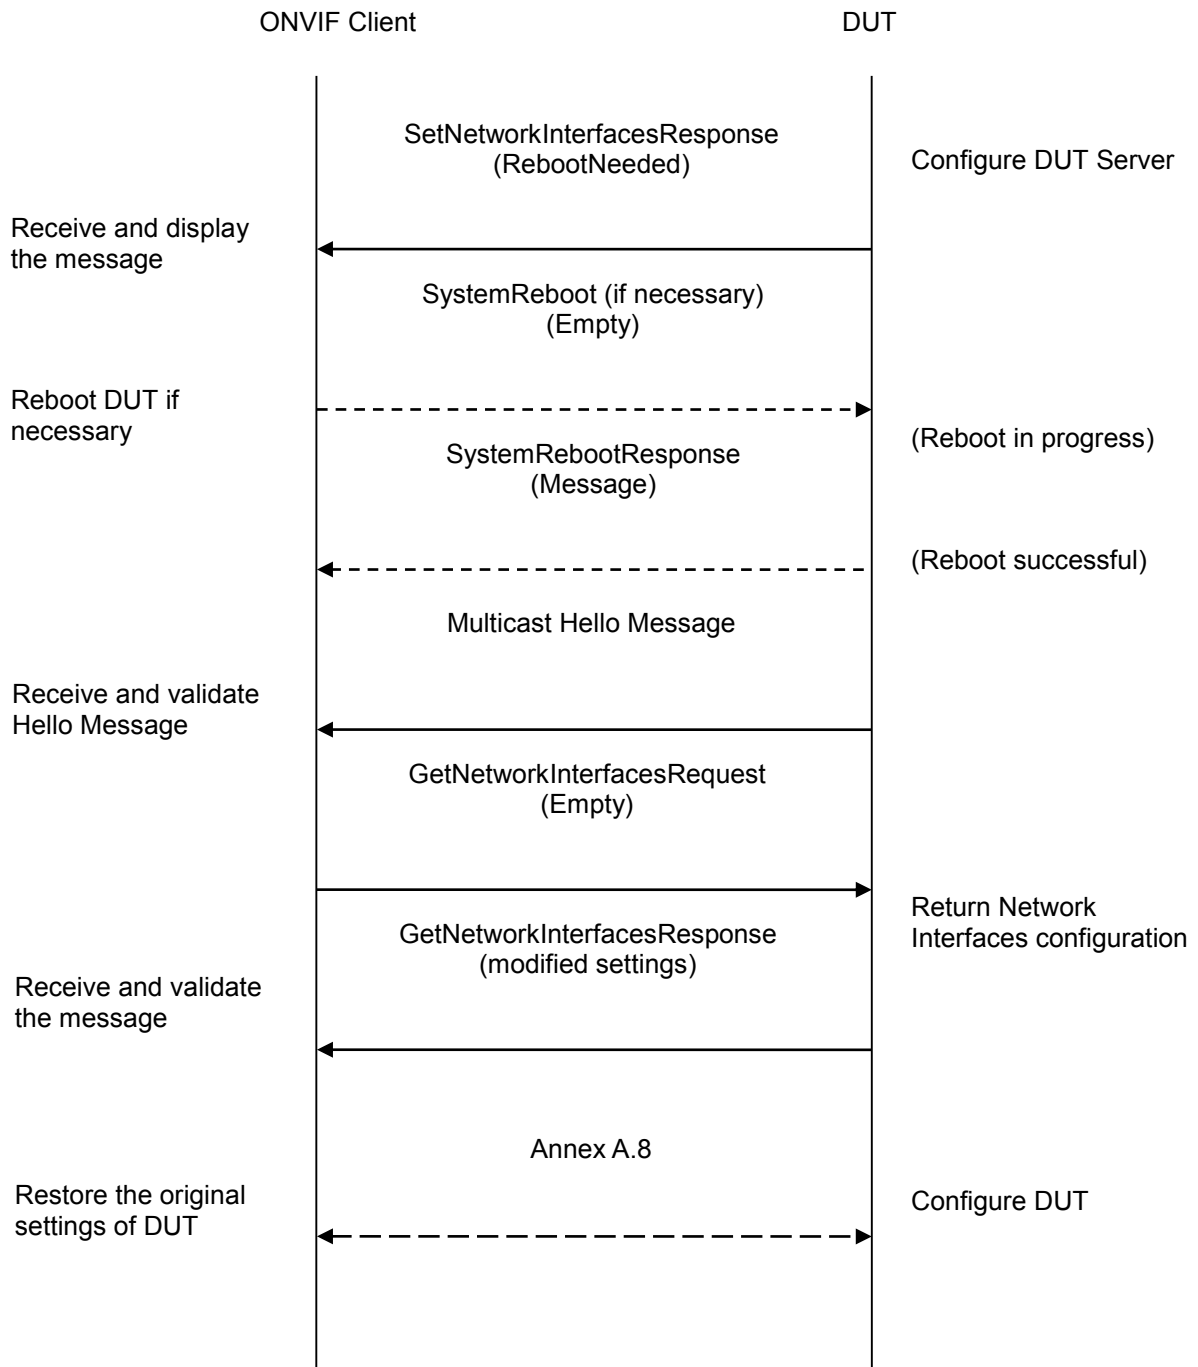 ONVIF Client
DUT
SetNetworkInterfacesResponse
(RebootNeeded)
Configure DUT Server
Receive and display
the message
SystemReboot (if necessary)
(Empty)
Reboot DUT if
necessary
(Reboot in progress)
SystemRebootResponse
(Message)
(Reboot successful)
Multicast Hello Message
Receive and validate
Hello Message
GetNetworkInterfacesRequest
(Empty)
Return Network
Interfaces configuration
GetNetworkInterfacesResponse
(modified settings)
Receive and validate
the message
Annex A.8
Restore the original
settings of DUT
Configure DUT